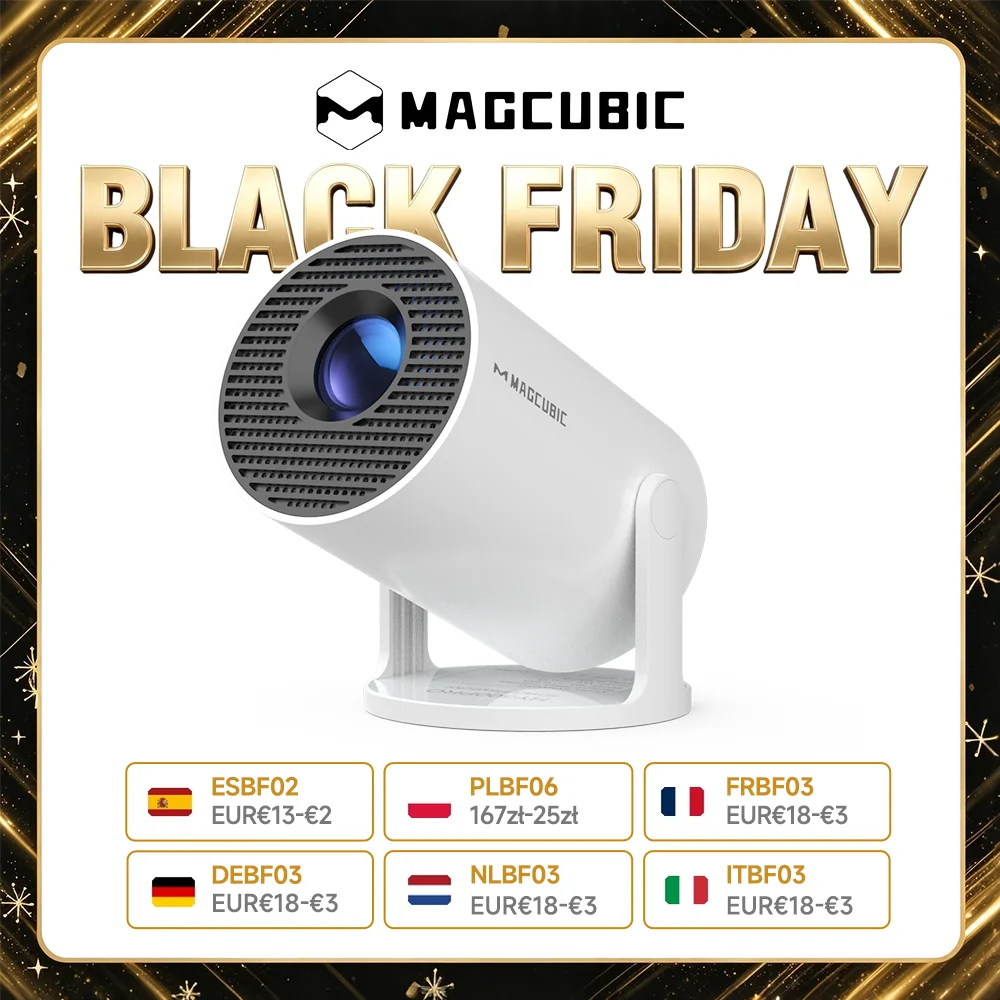 MAGCUBIC
BLACK FRIDAY
MAGCUBIC
ESBF02
EUR€13-€2
PLBF06
167zł-25zł
FRBF03
EUR€18-€3
DEBF03
EUR€18-€3
NLBF03
EUR€18-€3
ITBF03
EUR€18-€3